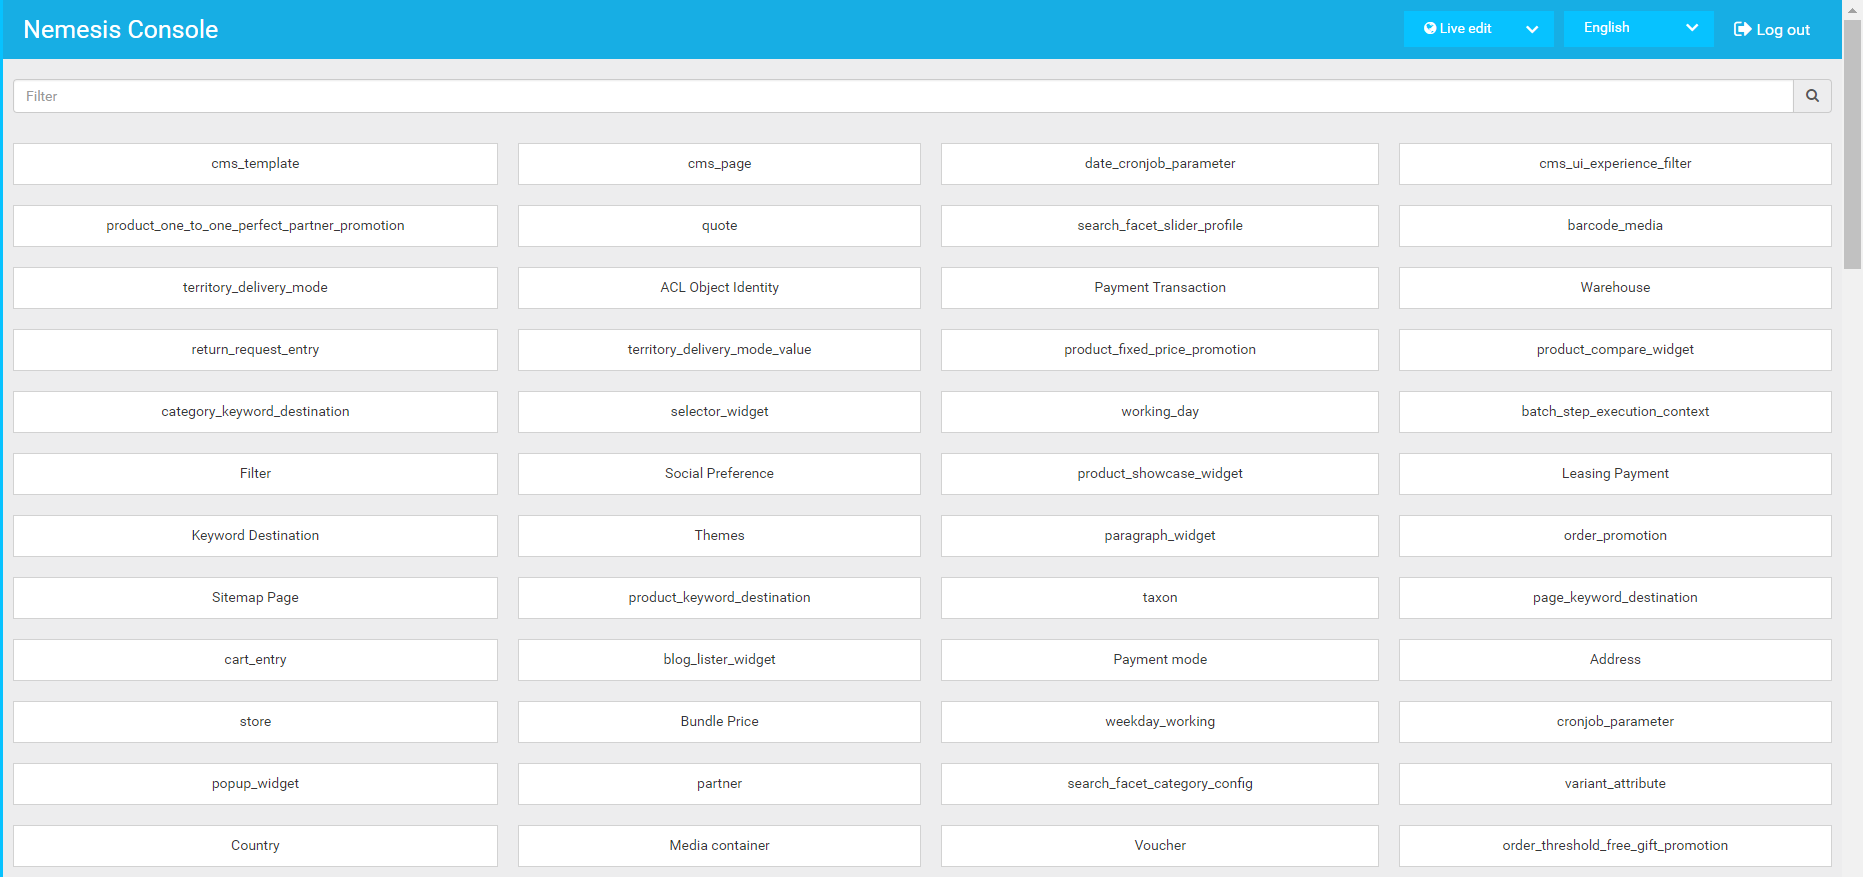 Nemesis Console
Live edit
English
Log out
Filter
cms_template
cms_page
date_cronjob_parameter
cms_ui_experience_filter
product_one_to_one_perfect_partner_promotion
quote
search_facet_slider_profile
barcode_media
territory_delivery_mode
ACL Object Identity
Payment Transaction
Warehouse
return_request_entry
territory_delivery_mode_value
product_fixed_price_promotion
product_compare_widget
category_keyword_destination
selector_widget
working_day
batch_step_execution_context
Filter
Social Preference
product_showcase_widget
Leasing Payment
Keyword Destination
Themes
paragraph_widget
order_promotion
Sitemap Page
product_keyword_destination
taxon
page_keyword_destination
cart_entry
blog_lister_widget
Payment mode
Address
store
Bundle Price
weekday_working
cronjob_parameter
popup_widget
partner
search_facet_category_config
variant_attribute
Country
Media container
Voucher
order_threshold_free_gift_promotion